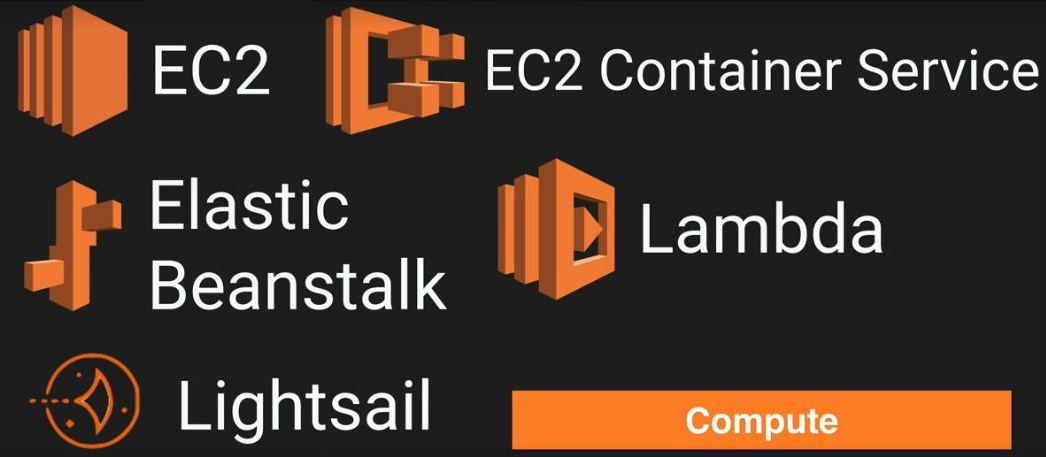 EC2
EC2 Container Service
Elastic
Beanstalk
Lambda
Lightsail
Compute